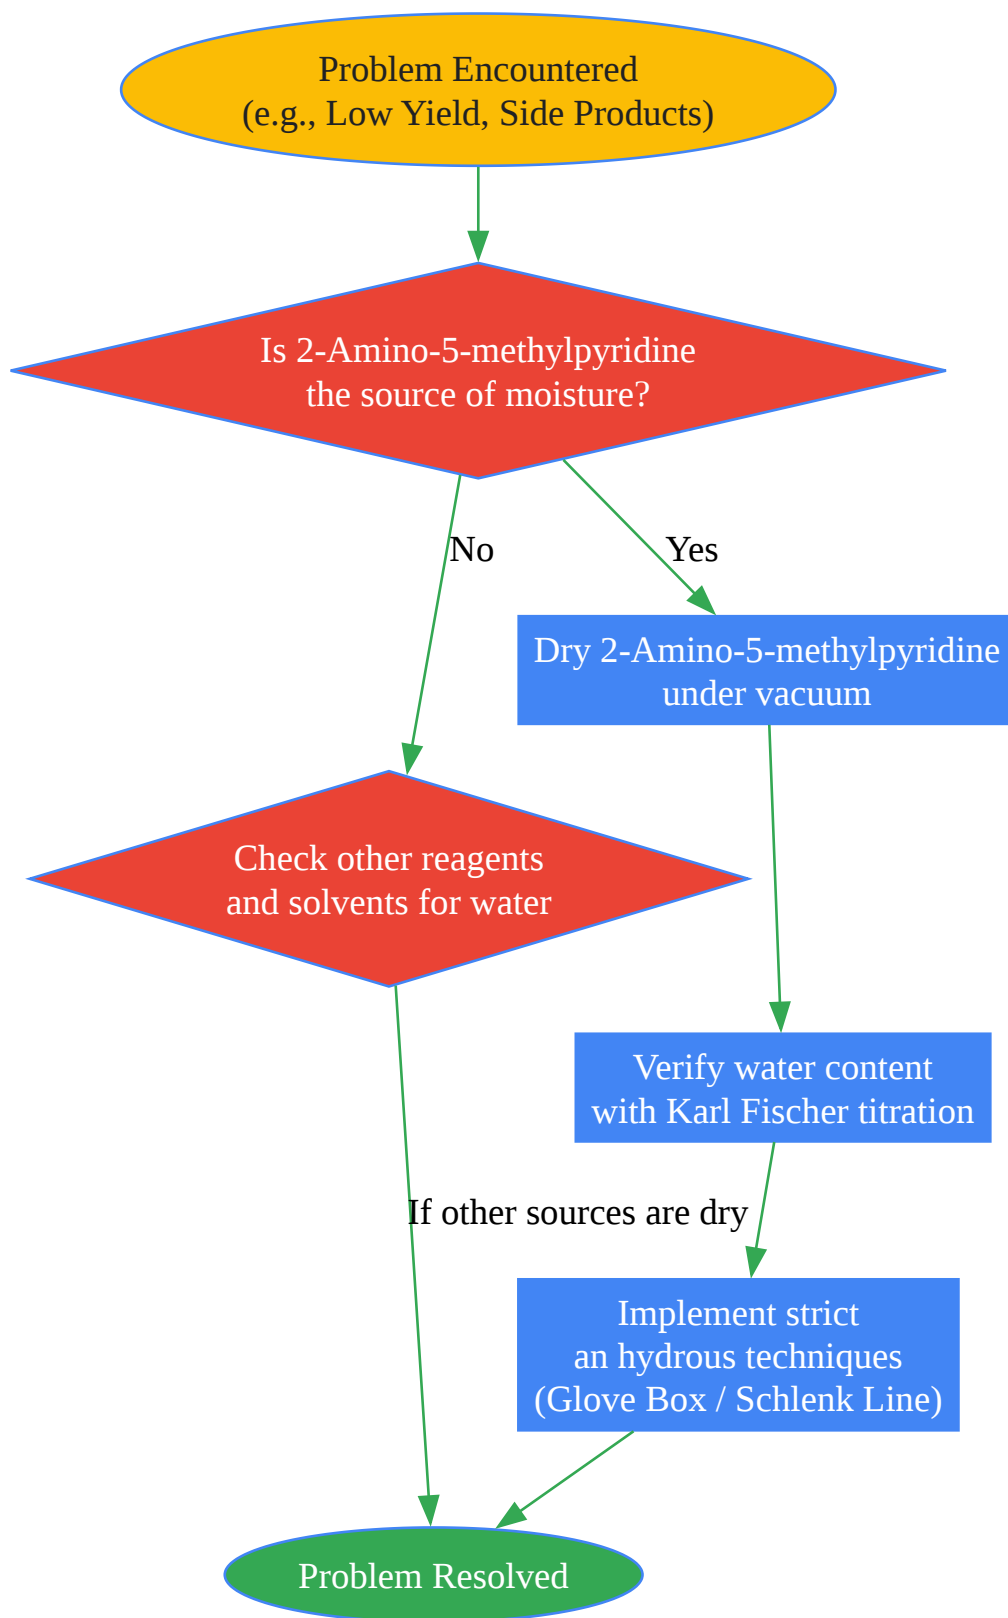 Problem Encountered
(e.g., Low Yield, Side Products)
Is 2-Amino-5-methylpyridine
the source of moisture?
No
Yes
Dry 2-Amino-5-methylpyridine
under vacuum
Check other reagents
and solvents for water
Verify water content
with Karl Fischer titration
If other sources are dry
Implement strict
an hydrous techniques
(Glove Box / Schlenk Line)
Problem Resolved